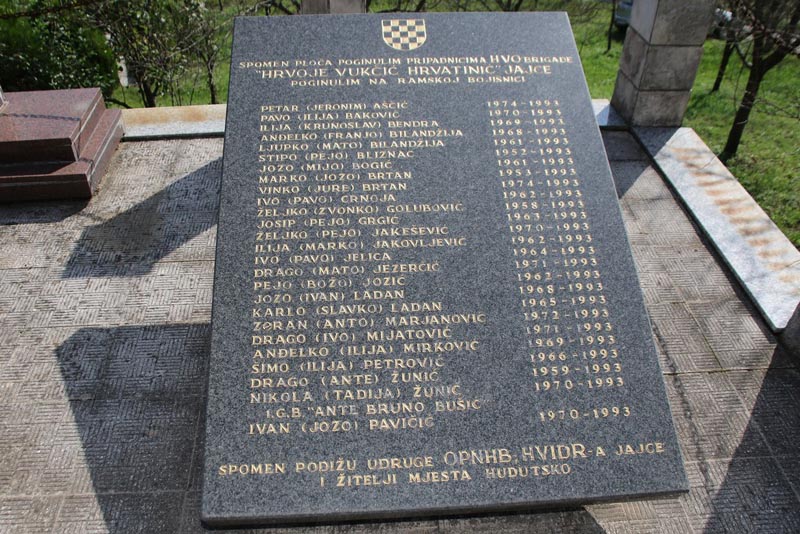 SPOMEN PLOČA POGINULIM PRIPADNICIMA HVO BRIGADE
"HRVOJE VUKČIĆ HRVATINIĆ" JAJCE
POGINULIM NA RAMSKOJ BOJIŠNICI
PETAR (JERONIM) AŠČIĆ 1974-1993
PAVO (ILIJA) BAKOVIĆ 1970-1993
ILIJA (KRUNOSLAV) BENDRA 1969-1993
ANĐELKO (FRANJO) BILANDŽIJA 1968-1993
LJUPKO (MATO) BILANDŽIJA 1961-1993
STIPO (PEJO) BLIZNAC 1952-1993
JOZO (MIJO) BOGIĆ 1961-1993
MARKO (JOZO) BRTAN 1953-1993
VINKO (JURE) BRTAN 1974-1993
IVO (PAVO) CRNOJA 1962-1993
ŽELJKO (ZVONKO) GOLUBOVIĆ 1958-1993
JOSIP (PEJO) GRGIĆ 1963-1993
ŽELJKO (PEJO) JAKEŠEVIĆ 1970-1993
ILIJA (MARKO) JAKOVLJEVIĆ 1962-1993
IVO (PAVO) JELICA 1964-1993
DRAGO (MATO) JEZERČIĆ 1971-1993
PEJO (BOŽO) JOZIĆ 1962-1993
JOZO (IVAN) LADAN 1968-1993
KARLO (SLAVKO) LADAN 1965-1993
ZORAN (ANTO) MARJANOVIĆ 1972-1993
DRAGO (IVO) MIJATOVIĆ 1971-1993
ANĐELKO (ILIJA) MIRKOVIĆ 1969-1993
ŠIMO (ILIJA) PETROVIĆ 1966-1993
DRAGO (ANTE) ŽUNIĆ 1959-1993
NIKOLA (TADIJA) ŽUNIĆ 1970-1993
I.G.B "ANTE BRUNO BUŠIĆ
IVAN (JOZO) PAVIČIĆ 1970-1993
SPOMEN PODIŽU UDRUGE OPNHB, HVIDR-A JAJCE
I ŽITELJI MJESTA HUDUTSKO